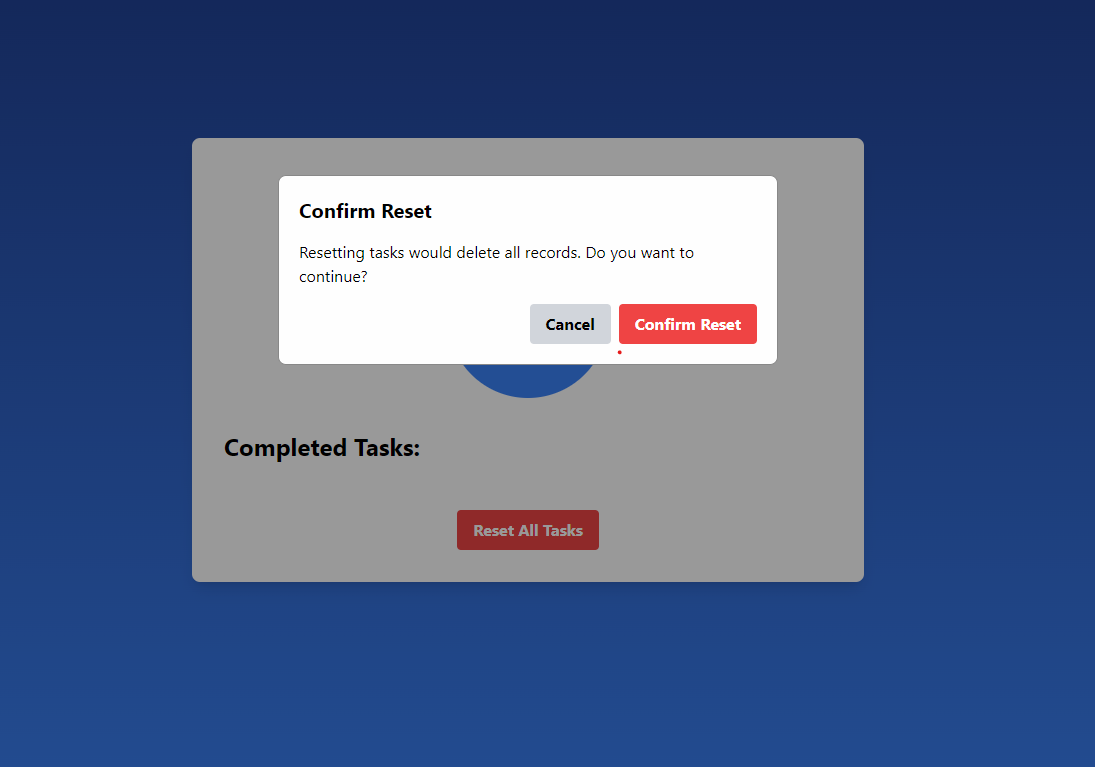 Confirm Reset
Resetting tasks would delete all records. Do you want to
continue?
Cancel
Confirm Reset
Completed Tasks:
Reset All Tasks